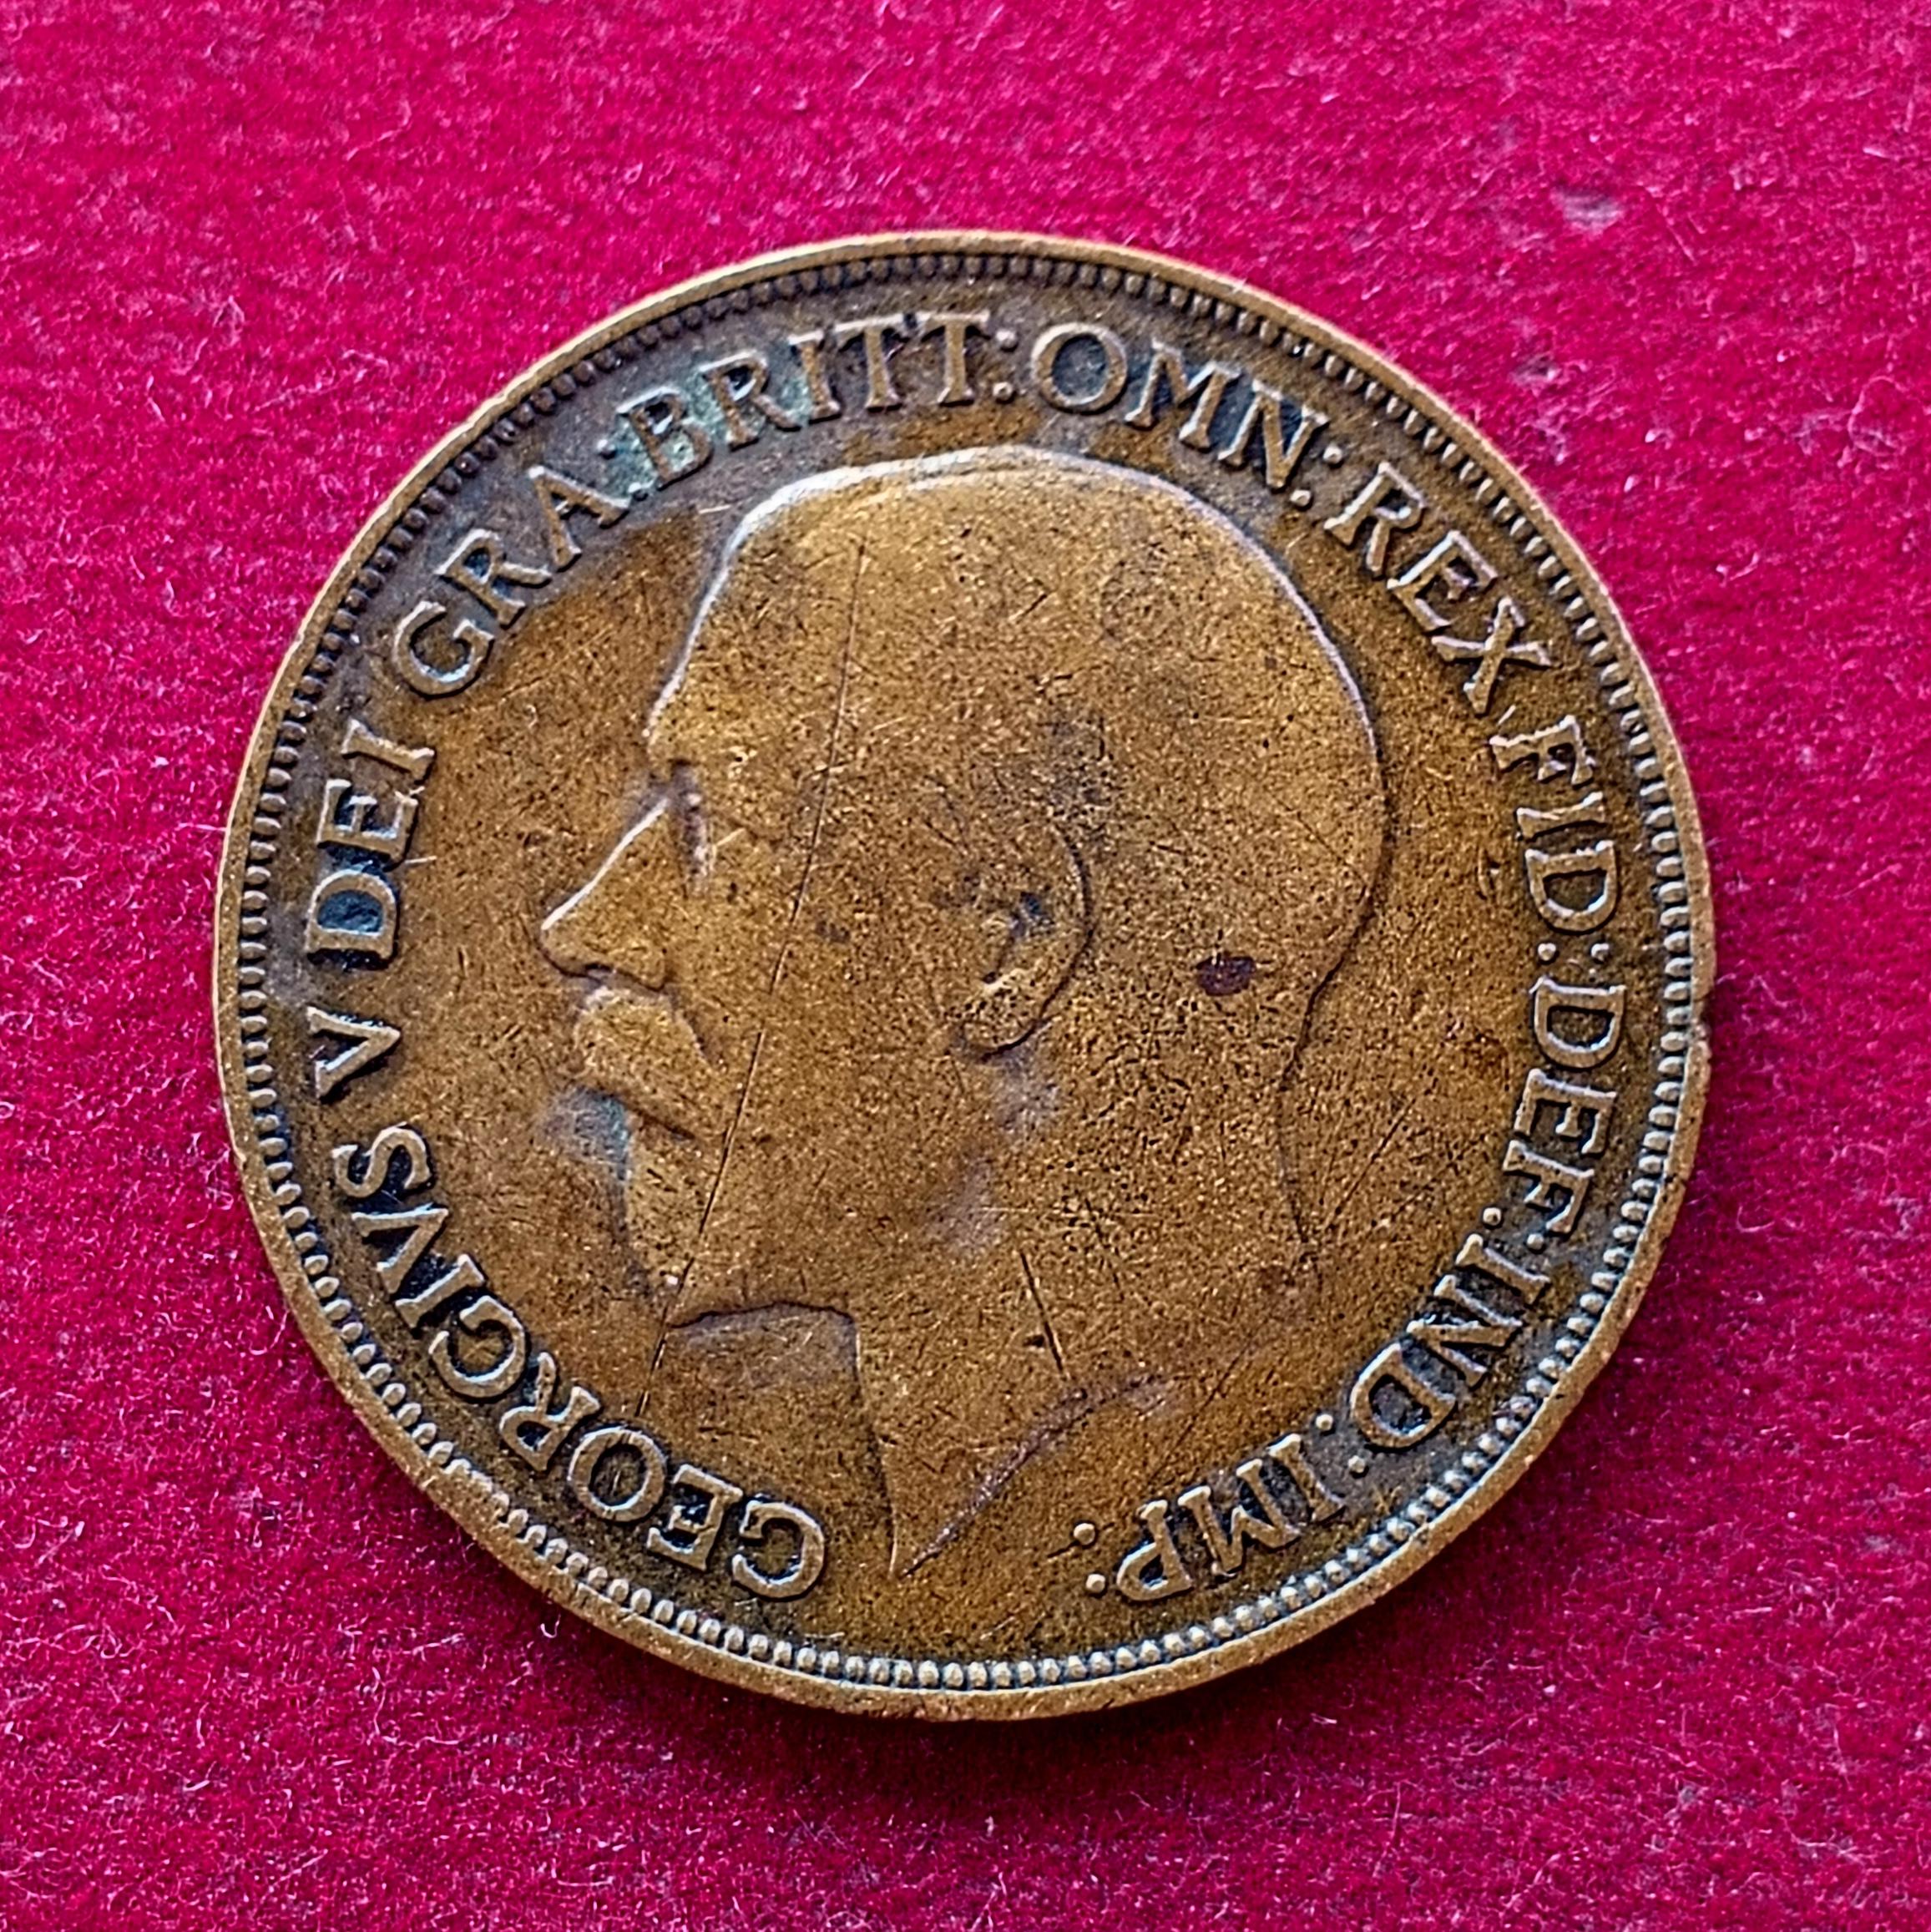 GEORGIVS V DEI GRA: BRITT: OMN: REX FID: DEF: IND: IMP: